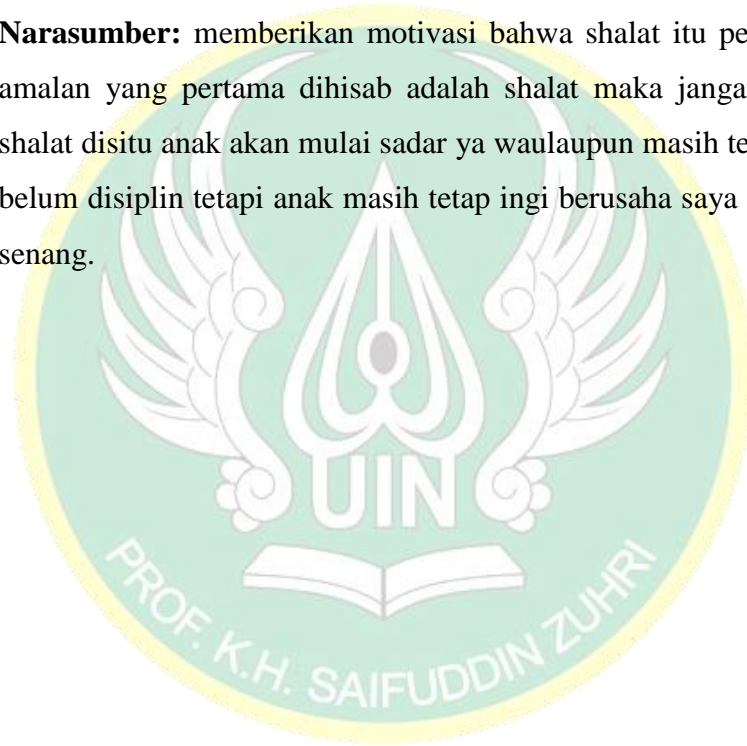 Narasumber: memberikan motivasi bahwa shalat itu pe
amalan yang pertama dihisab adalah shalat maka janga
shalat disitu anak akan mulai sadar ya waulaupun masih te
belum disiplin tetapi anak masih tetap ingi berusaha saya
senang.
UIN
PROF. K.H. SAIFUDDIN ZUHRI